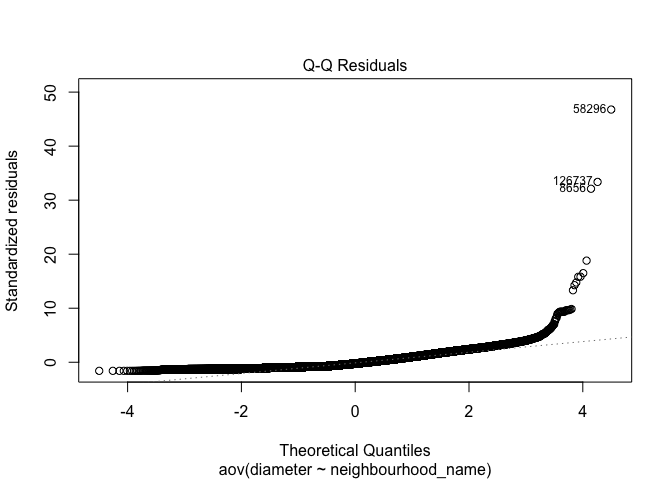 Q-Q Residuals
Standardized residuals
50
40
30
20
10
0
58296
126737
8656
-4 -2 0 2 4
Theoretical Quantiles
aov(diameter ~ neighbourhood_name)